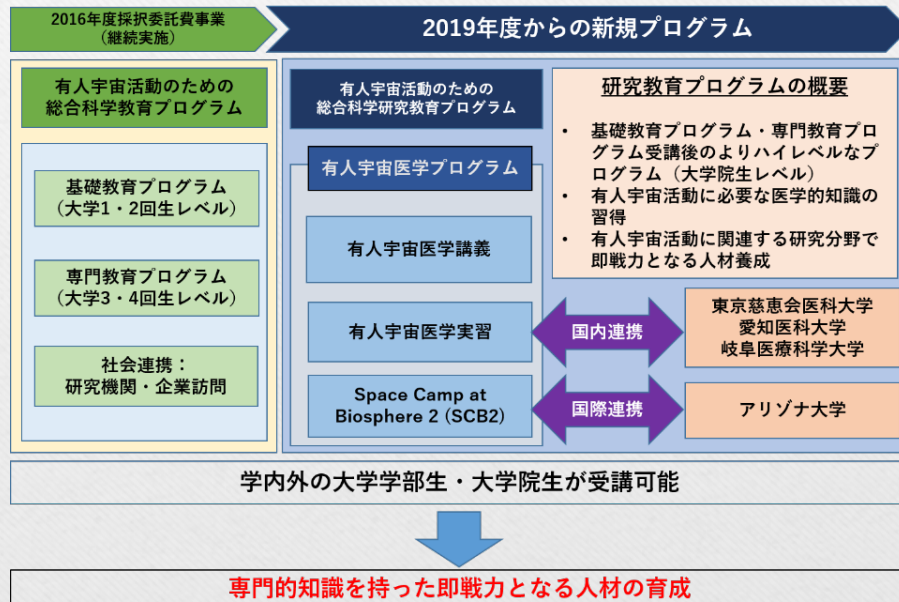 2016年度採択委託費事業
(継続実施)
2019年度からの新規プログラム
有人宇宙活動のための
総合科学教育プログラム
基礎教育プログラム
(大学1・2回生レベル)
専門教育プログラム
(大学3・4回生レベル)
社会連携：
研究機関・企業訪問
有人宇宙活動のための
総合科学研究教育プログラム
有人宇宙医学プログラム
有人宇宙医学講義
有人宇宙医学実習
Space Camp at
Biosphere 2 (SCB2)
研究教育プログラムの概要
• 基礎教育プログラム・専門教育プロ
グラム受講後のよりハイレベルなプ
ログラム（大学院生レベル）
• 有人宇宙活動に必要な医学的知識の
習得
• 有人宇宙活動に関連する研究分野で
即戦力となる人材養成
国内連携
東京慈恵会医科大学
愛知医科大学
岐阜医療科学大学
国際連携
アリゾナ大学
学内外の大学学部生・大学院生が受講可能
専門的知識を持った即戦力となる人材の育成